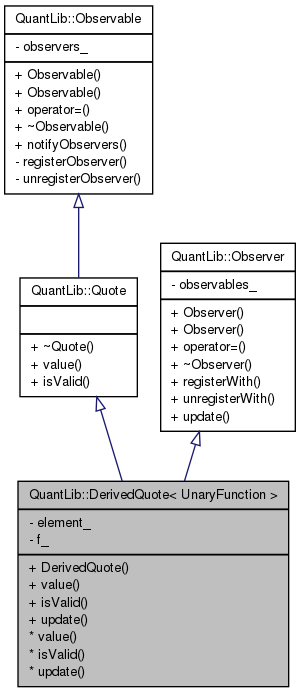 QuantLib::Observable
- observers_
+ Observable()
+ Observable()
+ operator=()
+ ~Observable()
+ notifyObservers()
- registerObserver()
- unregisterObserver()
QuantLib::Quote
+ ~Quote()
+ value()
+ isValid()
QuantLib::Observer
- observables_
+ Observer()
+ Observer()
+ operator=()
+ ~Observer()
+ registerWith()
+ unregisterWith()
+ update()
QuantLib::DerivedQuote< UnaryFunction >
- element_
- f_
+ DerivedQuote()
+ value()
+ isValid()
+ update()
* value()
* isValid()
* update()